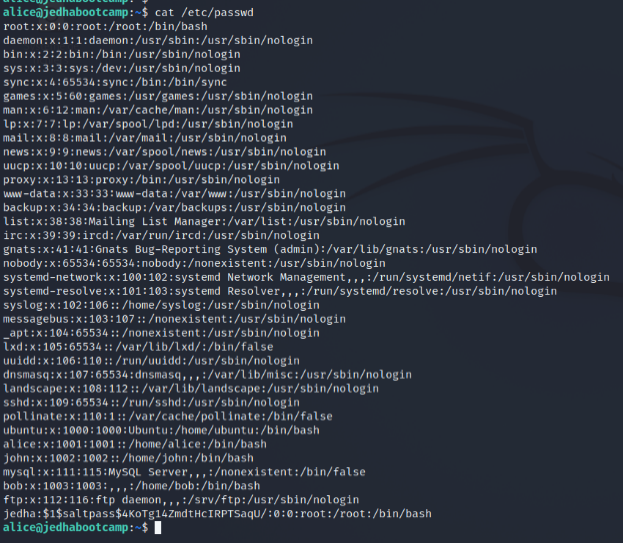 alice@jedhabootcamp:~$ cat /etc/passwd
root:x:0:0:root:/root:/bin/bash
daemon:x:1:1:daemon:/usr/sbin:/usr/sbin/nologin
bin:x:2:2:bin:/bin:/usr/sbin/nologin
sys:x:3:3:sys:/dev:/usr/sbin/nologin
sync:x:4:65534:sync:/bin:/bin/sync
games:x:5:60:games:/usr/games:/usr/sbin/nologin
man:x:6:12:man:/var/cache/man:/usr/sbin/nologin
lp:x:7:7:lp:/var/spool/lpd:/usr/sbin/nologin
mail:x:8:8:mail:/var/mail:/usr/sbin/nologin
news:x:9:9:news:/var/spool/news:/usr/sbin/nologin
uucp:x:10:10:uucp:/var/spool/uucp:/usr/sbin/nologin
proxy:x:13:13:proxy:/bin:/usr/sbin/nologin
www-data:x:33:33:www-data:/var/www:/usr/sbin/nologin
backup:x:34:34:backup:/var/backups:/usr/sbin/nologin
list:x:38:38:Mailing List Manager:/var/list:/usr/sbin/nologin
irc:x:39:39:ircd:/var/run/ircd:/usr/sbin/nologin
gnats:x:41:41:Gnats Bug-Reporting System (admin):/var/lib/gnats:/usr/sbin/nologin
nobody:x:65534:65534:nobody:/nonexistent:/usr/sbin/nologin
systemd-network:x:100:102:systemd Network Management,,,:/run/systemd/netif:/usr/sbin/nologin
systemd-resolve:x:101:103:systemd Resolver,,,:/run/systemd/resolve:/usr/sbin/nologin
syslog:x:102:106::/home/syslog:/usr/sbin/nologin
messagebus:x:103:107::/nonexistent:/usr/sbin/nologin
_apt:x:104:65534::/nonexistent:/usr/sbin/nologin
lxd:x:105:65534::/var/lib/lxd/:/bin/false
uuidd:x:106:110::/run/uuidd:/usr/sbin/nologin
dnsmasq:x:107:65534:dnsmasq,,,:/var/lib/misc:/usr/sbin/nologin
landscape:x:108:112::/var/lib/landscape:/usr/sbin/nologin
sshd:x:109:65534::/run/sshd:/usr/sbin/nologin
pollinate:x:110:1::/var/cache/pollinate:/bin/false
ubuntu:x:1000:1000:Ubuntu:/home/ubuntu:/bin/bash
alice:x:1001:1001::/home/alice:/bin/bash
john:x:1002:1002::/home/john:/bin/bash
mysql:x:111:115:MySQL Server,,,:/nonexistent:/bin/false
bob:x:1003:1003:,,,:/home/bob:/bin/bash
ftp:x:112:116:ftp daemon,,,:/srv/ftp:/usr/sbin/nologin
jedha:$1$saltpass$4KoTg14ZmdtHcIRPTSaqU/:0:0:root:/root:/bin/bash
alice@jedhabootcamp:~$